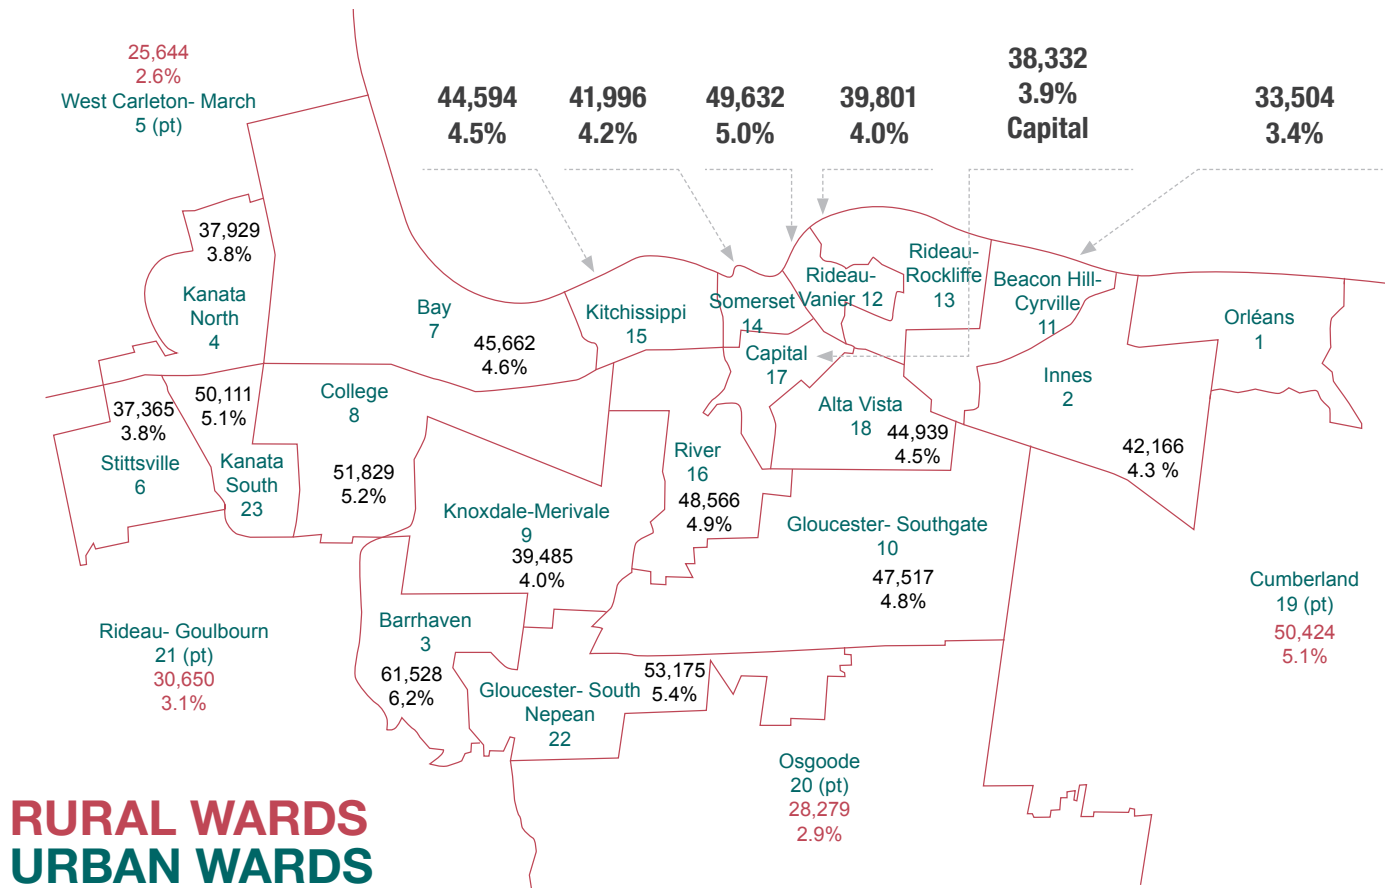 25,644
2.6%
West Carleton- March
5 (pt)
44,594
4.5%
41,996
4.2%
49,632
5.0%
39,801
4.0%
38,332
3.9%
Capital
33,504
3.4%
37,929
3.8%
Kanata
North
4
Bay
7
45,662
4.6%
Kitchissippi
15
Somerset
14
Rideau-
Vanier 12
Rideau-
Rockliffe
13
Beacon Hill-
Cyrville
11
Orléans
1
Capital
17
Innes
2
42,166
4.3 %
37,365
3.8%
Stittsville
6
50,111
5.1%
Kanata
South
23
College
8
51,829
5.2%
Alta Vista
18
44,939
4.5%
River
16
48,566
4.9%
Knoxdale-Merivale
9
39,485
4.0%
Gloucester- Southgate
10
47,517
4.8%
Cumberland
19 (pt)
50,424
5.1%
Rideau- Goulbourn
21 (pt)
30,650
3.1%
Barrhaven
3
61,528
6,2%
Gloucester- South
Nepean
22
53,175
5.4%
Osgoode
20 (pt)
28,279
2.9%
RURAL WARDS
URBAN WARDS